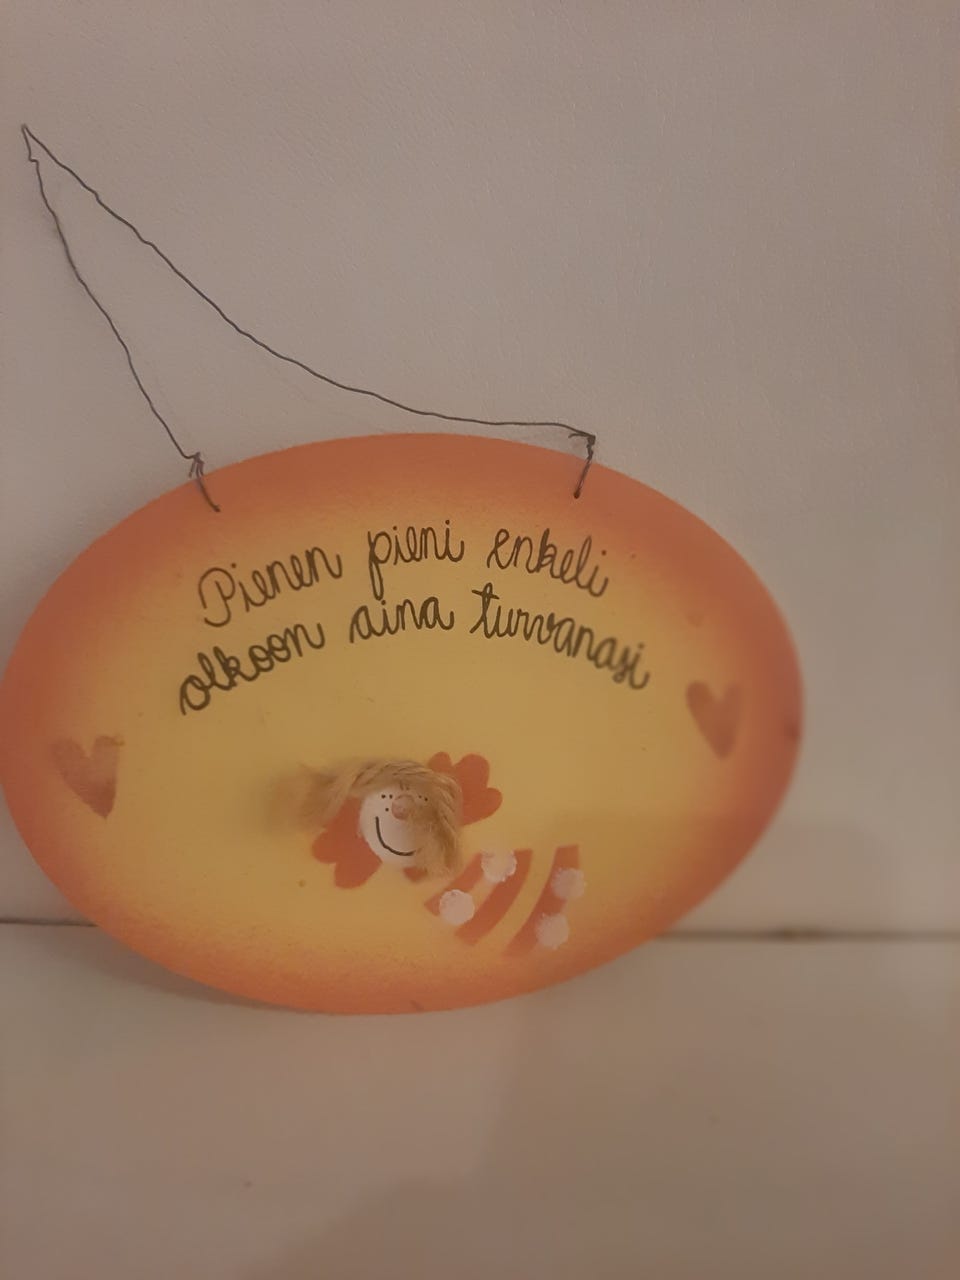 Pienen pieni enkeli
olkoon aina turvanasi